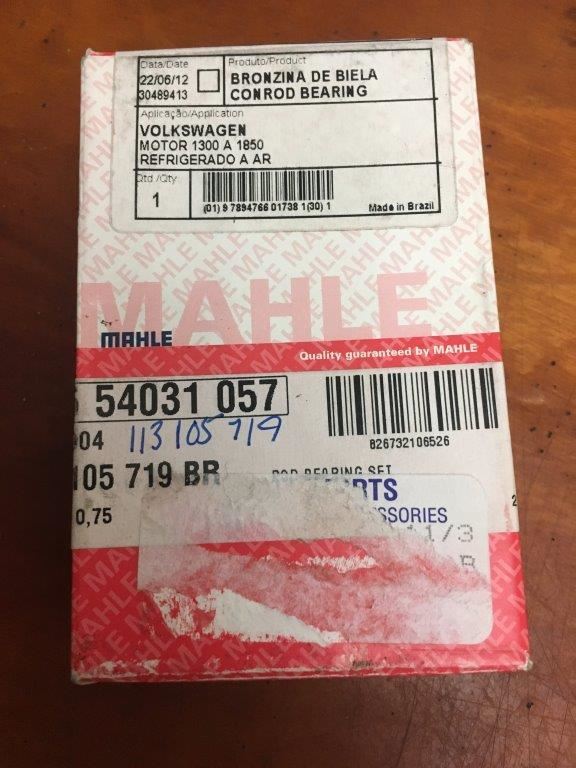 Data/Date
22/06/12
30489413
Produto/Product
BRONZINA DE BIELA
CONROD BEARING
Aplicação/Application
VOLKSWAGEN
MOTOR 1300 A 1850
REFRIGERADO A AR
Qtd /Qty
1
(01) 9 7894766 01738 1(30) 1
Made in Brazil
MAHLE
MAHLE
Quality guaranteed by MAHLE
54031 057
04 113 105 719
826732106526
105 719 BR
ROD BEARING SET
0,75
11/3